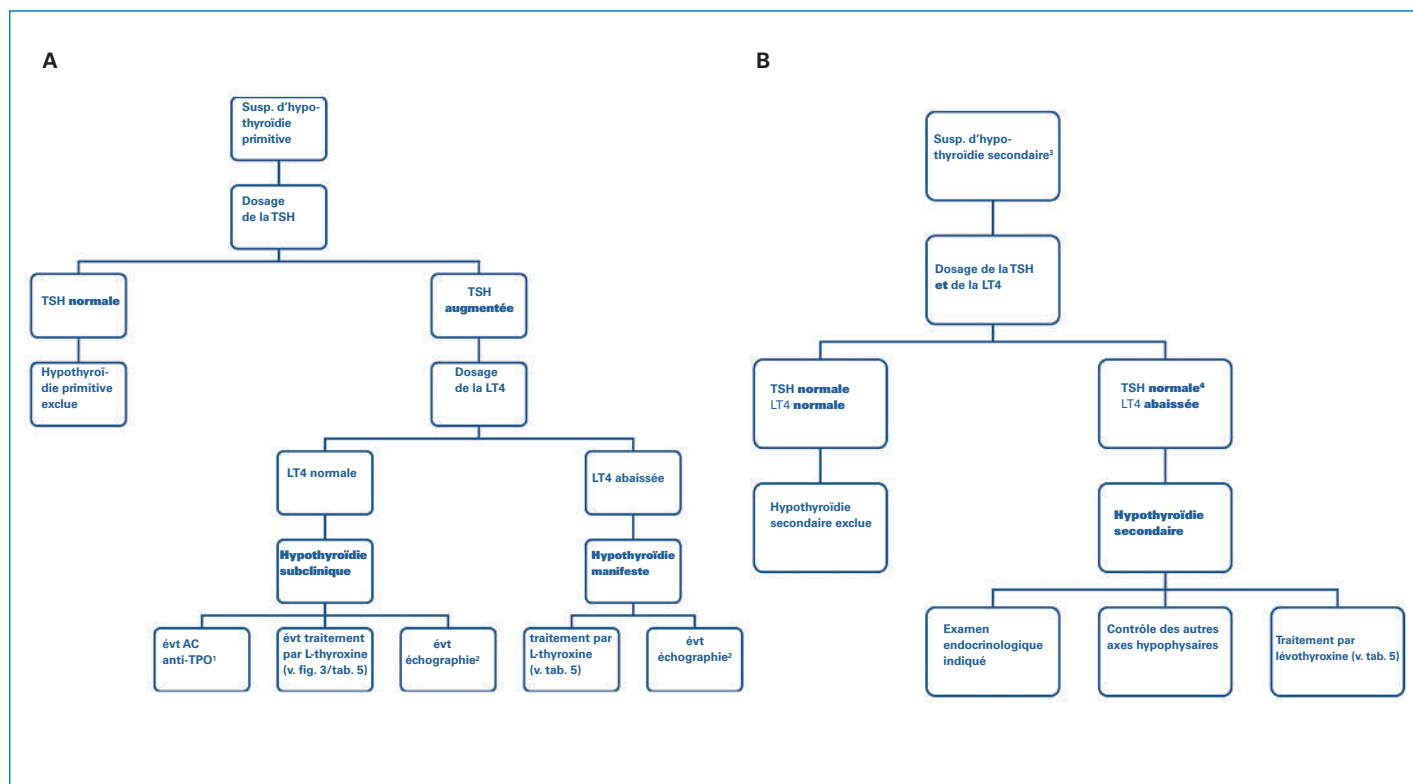 A
Susp. d'hypo-
thyroïdie
primitive
Dosage
de la TSH
TSH normale
TSH
augmentée
Hypothyroï-
die primitive
exclue
Dosage
de la LT4
LT4 normale
LT4 abaissée
Hypothyroïdie
subclinique
Hypothyroïdie
manifeste
évt AC
anti-TPO¹
évt traitement
par L-thyroxine
(v. fig. 3/tab. 5)
évt
échographie²
traitement par
L-thyroxine
(v. tab. 5)
évt
échographie²
B
Susp. d'hypo-
thyroïdie secondaire³
Dosage de la TSH
et de la LT4
TSH normale
LT4 normale
TSH normale⁴
LT4 abaissée
Hypothyroïdie
secondaire exclue
Hypothyroïdie
secondaire
Examen
endocrinologique
indiqué
Contrôle des autres
axes hypophysaires
Traitement par
lévothyroxine (v. tab. 5)